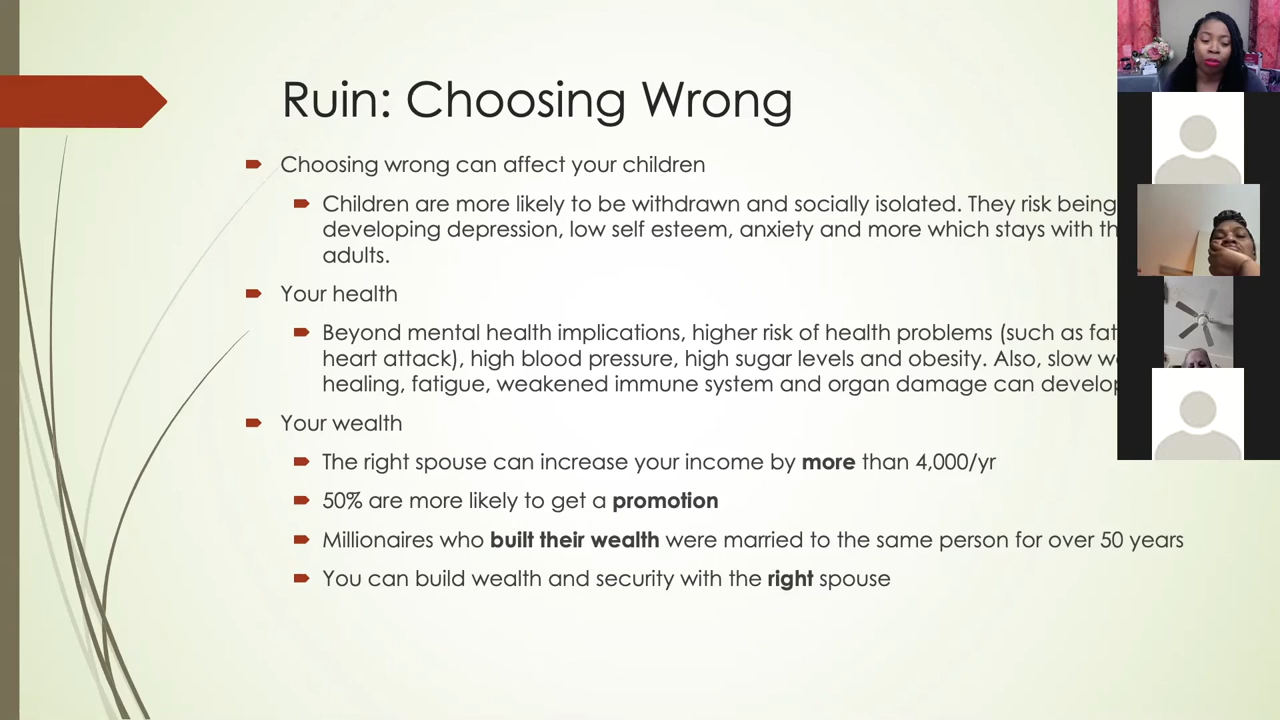 Ruin: Choosing Wrong
Choosing wrong can affect your children
Children are more likely to be withdrawn and socially isolated. They risk being
developing depression, low self esteem, anxiety and more which stays with
adults.
Your health
Beyond mental health implications, higher risk of health problems (such as
heart attack), high blood pressure, high sugar levels and obesity. Also, slow
healing, fatigue, weakened immune system and organ damage can develop
Your wealth
The right spouse can increase your income by more than 4,000/yr
50% are more likely to get a promotion
Millionaires who built their wealth were married to the same person for over 50 years
You can build wealth and security with the right spouse